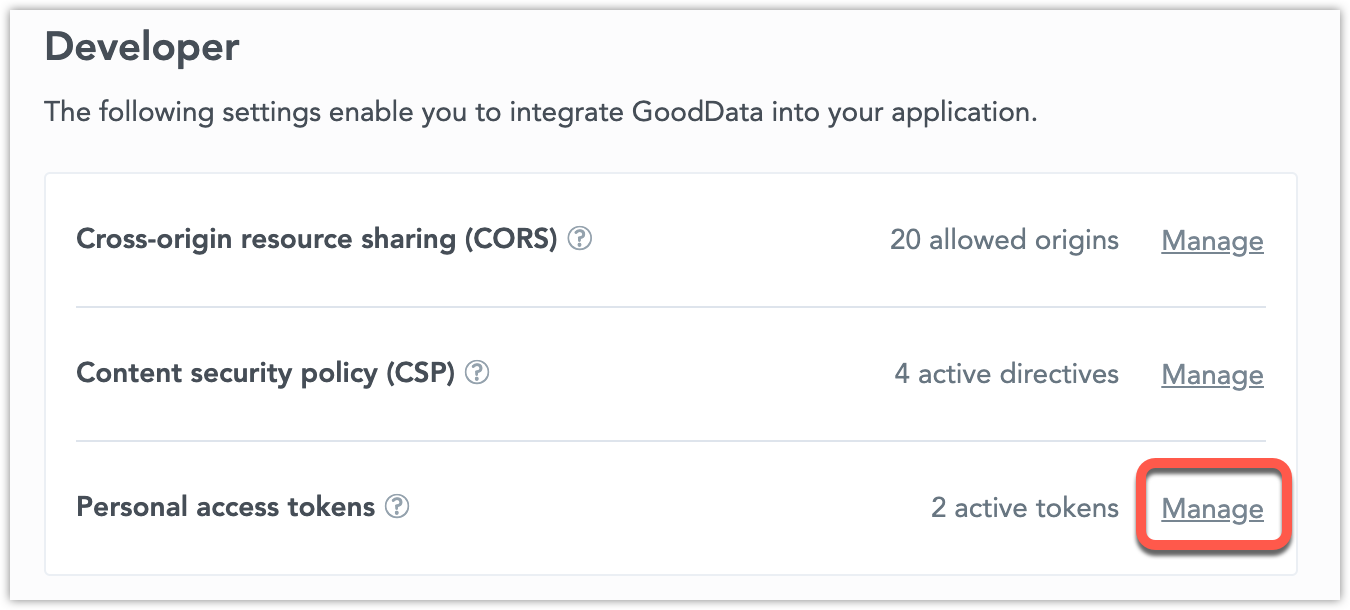 Developer
The following settings enable you to integrate GoodData into your application.
Cross-origin resource sharing (CORS) ? 20 allowed origins Manage
Content security policy (CSP) ? 4 active directives Manage
Personal access tokens ? 2 active tokens Manage